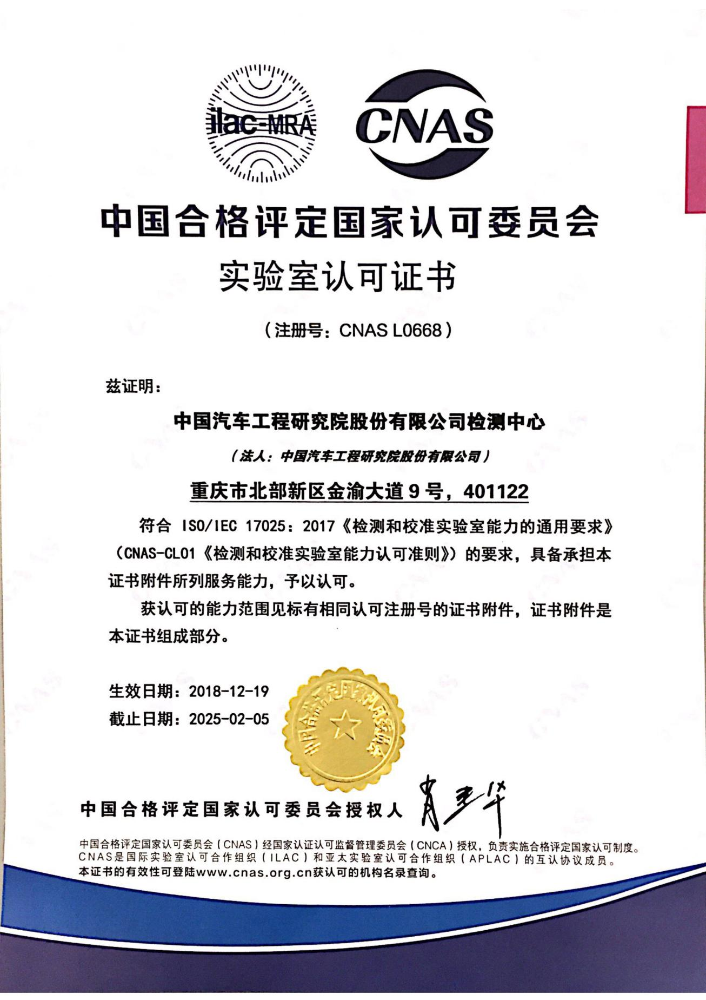 ilac-MRA
CNAS
中国合格评定国家认可委员会
实验室认可证书
（注册号：CNAS L0668）
兹证明：
中国汽车工程研究院股份有限公司检测中心
（法人：中国汽车工程研究院股份有限公司）
重庆市北部新区金渝大道 9 号，401122
符合 ISO/IEC 17025：2017《检测和校准实验室能力的通用要求》
（CNAS-CL01《检测和校准实验室能力认可准则》）的要求，具备承担本
证书附件所列服务能力，予以认可。
获认可的能力范围见标有相同认可注册号的证书附件，证书附件是
本证书组成部分。
生效日期：2018-12-19
截止日期：2025-02-05
中国合格评定国家认可委员会
中国合格评定国家认可委员会授权人
中国合格评定国家认可委员会（CNAS）经国家认证认可监督管理委员会（CNCA）授权，负责实施合格评定国家认可制度。
CNAS是国际实验室认可合作组织（ILAC）和亚太实验室认可合作组织（APLAC）的互认协议成员。
本证书的有效性可登陆www.cnas.org.cn获认可的机构名录查询。